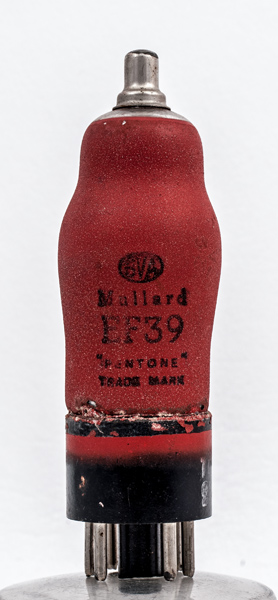 BVA
Mullard
EF39
"PENTONE"
TRADE MARK